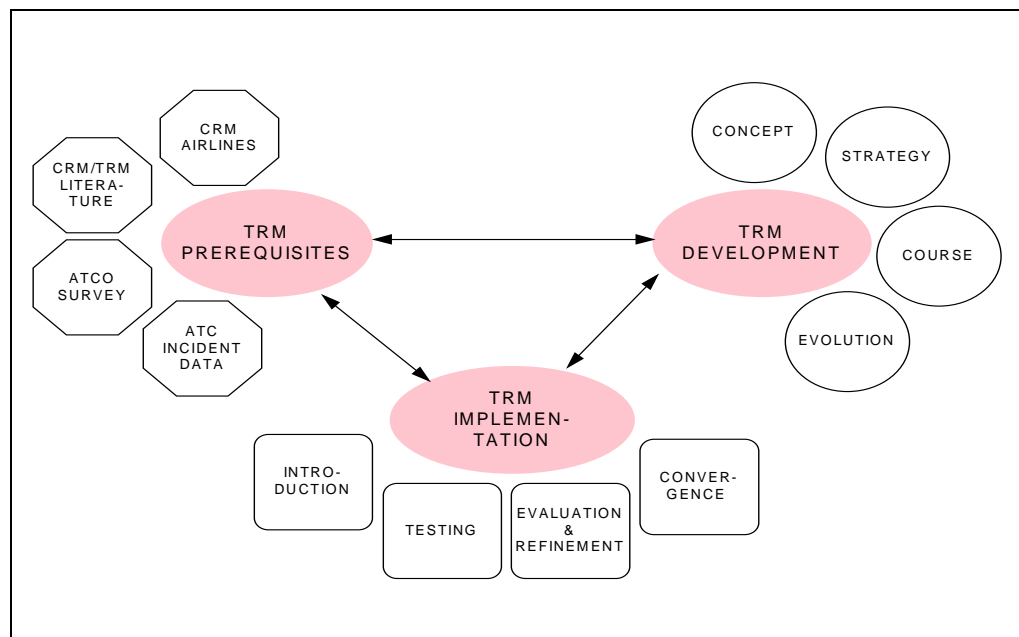 CRM
AIRLINES
CRM/TRM
LITERA-
TURE
ATCO
SURVEY
ATC
INCIDENT
DATA
TRM
PREREQUISITES
CONCEPT
STRATEGY
COURSE
EVOLUTION
TRM
DEVELOPMENT
TRM
IMPLEMEN-
TATION
INTRO-
DUCTION
TESTING
EVALUATION
&
REFINEMENT
CONVER-
GENCE